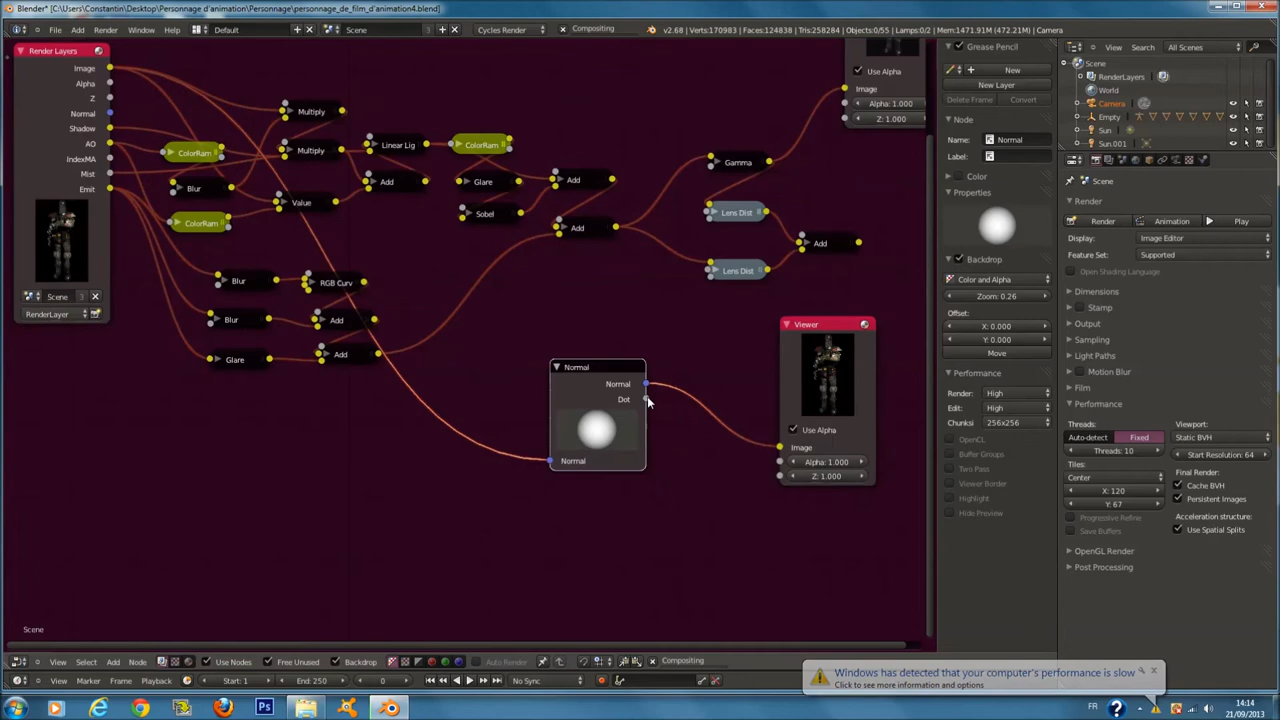 Blender* [C:\Users\Constantin\Desktop\Personnage d'animation\Personnage\personnage_de_film_d'animation4.blend]
File Add Render Window Help Default Scene 3 Cycles Render Compositing v2.68 | Verts:170983 | Faces:124838 | Tris:258284 | Objects:0/55 | Lamps:0/2 | Mem:1471.91M (472.21M) | Camera
Render Layers
Image
Alpha
Z
Normal
Shadow
AO
IndexMA
Mist
Emit
Scene 3
RenderLayer
ColorRam
Blur
ColorRam
Multiply
Multiply
Value
Linear Lig
Add
ColorRam
Glare
Sobel
Add
Add
Blur
RGB Curv
Blur
Add
Glare
Add
Gamma
Lens Dist
Lens Dist
Add
Use Alpha
Image
Alpha: 1.000
Z: 1.000
Normal
Normal
Dot
Normal
Viewer
Use Alpha
Image
Alpha: 1.000
Z: 1.000
Scene
Grease Pencil
New
New Layer
Delete Frame Convert
Node
Name: Normal
Label:
Color
Properties
Backdrop
Color and Alpha
Zoom: 0.26
Offset:
X: 0.000
Y: 0.000
Move
Performance
Render: High
Edit: High
Chunksi 256x256
OpenCL
Buffer Groups
Two Pass
Viewer Border
Highlight
Hide Preview
View Search All Scenes
Scene
RenderLayers
World
Camera
Empty
Sun
Sun.001
Scene
Render
Render Animation Play
Display: Image Editor
Feature Set: Supported
Open Shading Language
Dimensions
Stamp
Output
Sampling
Light Paths
Motion Blur
Film
Performance
Threads: Viewport:
Auto-detect Fixed Static BVH
Threads: 10 Start Resolution: 64
Tiles: Final Render:
Center Cache BVH
X: 120 Persistent Images
Y: 67
Acceleration structure:
Progressive Refine Use Spatial Splits
Save Buffers
OpenGL Render
Post Processing
View Select Add Node Use Nodes Free Unused Backdrop Auto Render Compositing
View Marker Frame Playback Start: 1 End: 250 0 No Sync
Windows has detected that your computer's performance is slow
Click to see more information and options
FR 14:14
21/09/2013